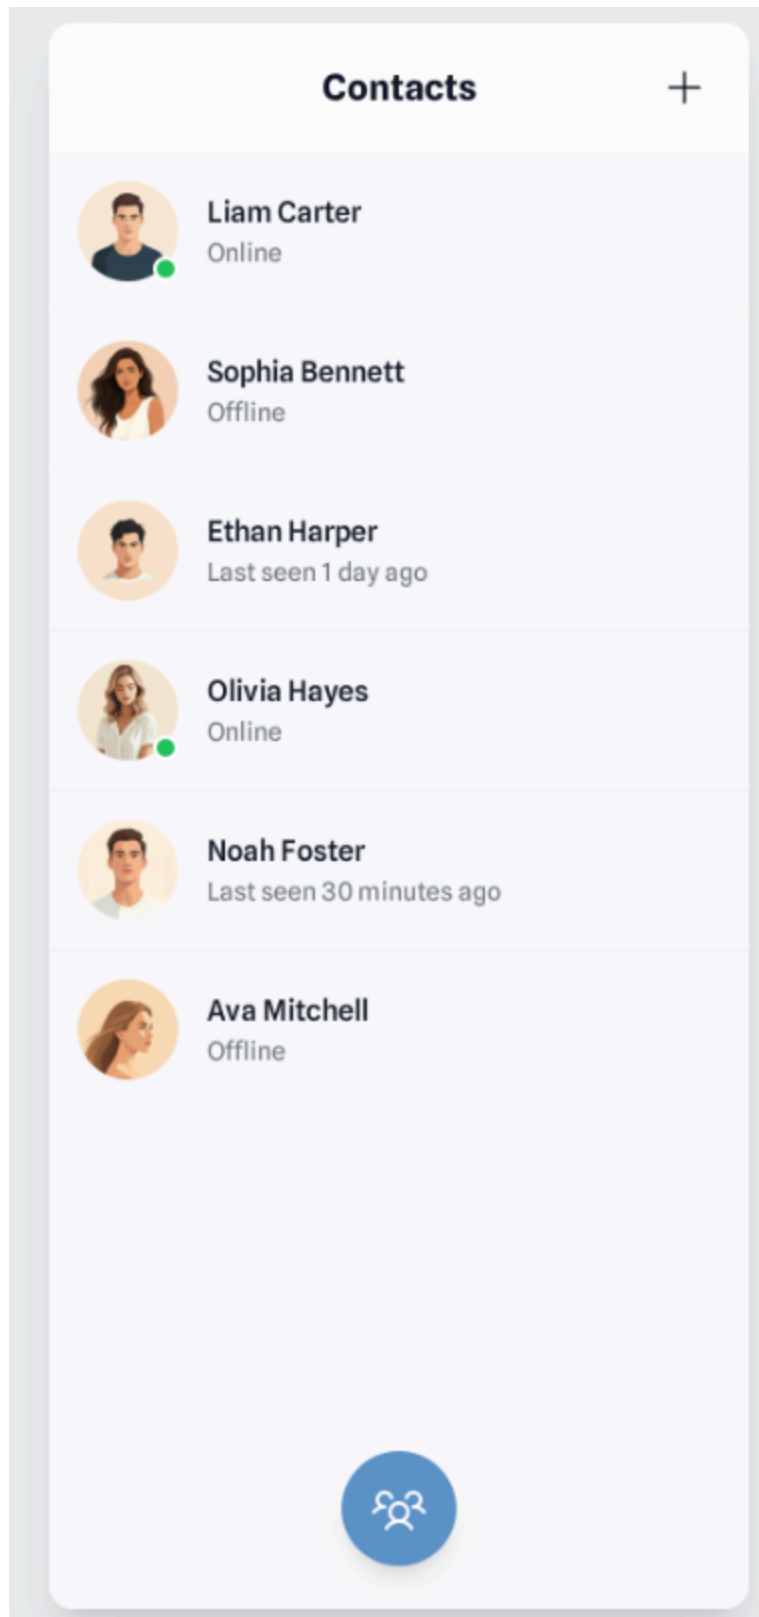 Contacts
Liam Carter
Online
Sophia Bennett
Offline
Ethan Harper
Last seen 1 day ago
Olivia Hayes
Online
Noah Foster
Last seen 30 minutes ago
Ava Mitchell
Offline